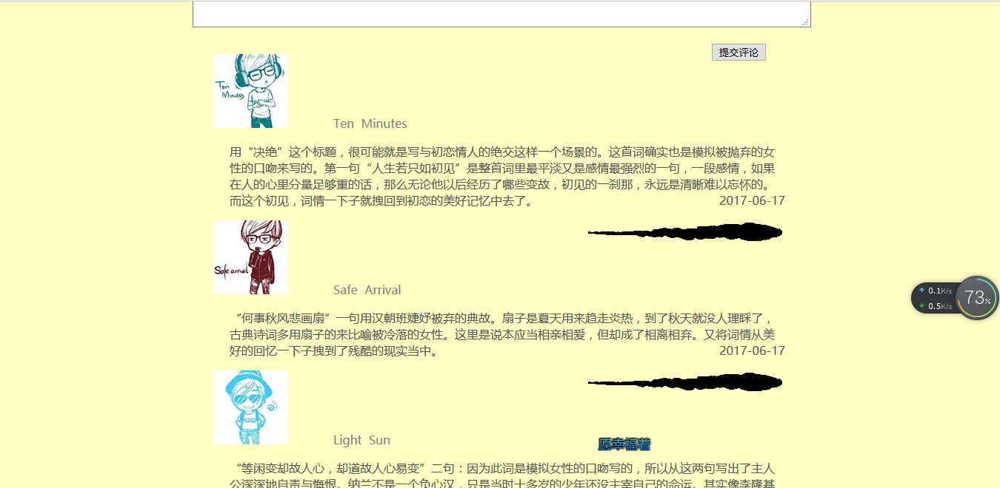 提交评论
Ten
Minutes
Ten Minutes
用“决绝”这个标题，很可能就是写与初恋情人的绝交这样一个场景的。这首词确实也是模拟被抛弃的女
性的口吻来写的。第一句“人生若只如初见”是整首词里最平淡又是感情最强烈的一句，一段感情，如果
在人的心里分量足够重的话，那么无论他以后经历了哪些变故，初见的一刹那，永远是清晰难以忘怀的。
而这个初见，词情一下子就拽回到初恋的美好记忆中去了。 2017-06-17
Safe arrival
Safe Arrival
“何事秋风悲画扇”一句用汉朝班婕妤被弃的典故。扇子是夏天用来趋走炎热，到了秋天就没人理睬了，
古典诗词多用扇子的来比喻被冷落的女性。这里是说本应当相亲相爱，但却成了相离相弃。又将词情从美
好的回忆一下子拽到了残酷的现实当中。 2017-06-17
0.1K/s
0.5K/s
73%
Light Sun
愿幸福着
“等闲变却故人心，却道故人心易变”二句：因为此词是模拟女性的口吻写的，所以从这两句写出了主人
公深深地自责与悔恨。纳兰不是一个负心汉，只是当时十多岁的少年还没主宰自己的命运。其实像李隆基